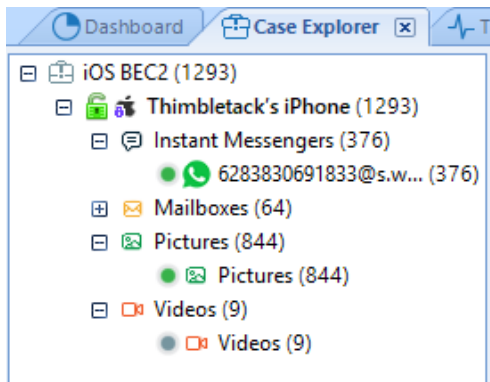 Dashboard Case Explorer T
iOS BEC2 (1293)
Thimbletack's iPhone (1293)
Instant Messengers (376)
6283830691833@s.w... (376)
Mailboxes (64)
Pictures (844)
Pictures (844)
Videos (9)
Videos (9)